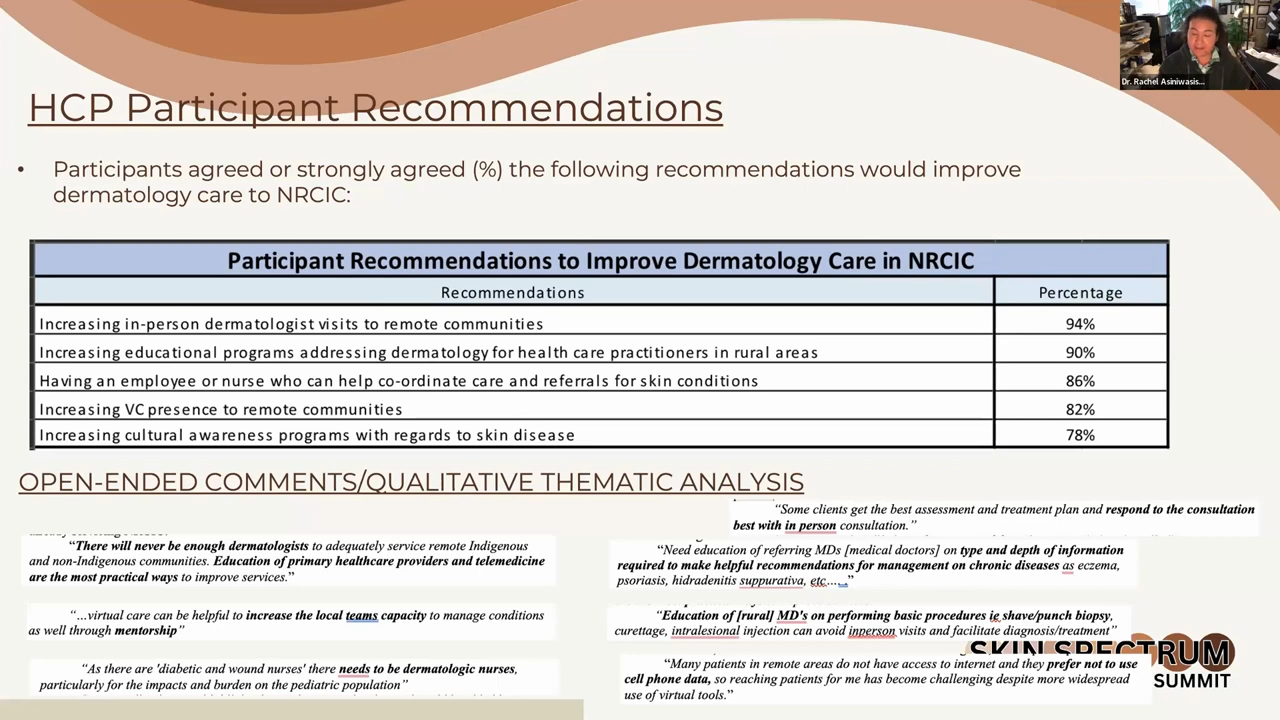 Dr. Rachel Asiniwasis...
HCP Participant Recommendations
• Participants agreed or strongly agreed (%) the following recommendations would improve
dermatology care to NRCIC:
Participant Recommendations to Improve Dermatology Care in NRCIC
Recommendations Percentage
Increasing in-person dermatologist visits to remote communities 94%
Increasing educational programs addressing dermatology for health care practitioners in rural areas 90%
Having an employee or nurse who can help co-ordinate care and referrals for skin conditions 86%
Increasing VC presence to remote communities 82%
Increasing cultural awareness programs with regards to skin disease 78%
OPEN-ENDED COMMENTS/QUALITATIVE THEMATIC ANALYSIS
"There will never be enough dermatologists to adequately service remote Indigenous
and non-Indigenous communities. Education of primary healthcare providers and telemedicine
are the most practical ways to improve services."
"…virtual care can be helpful to increase the local teams capacity to manage conditions
as well through mentorship"
"As there are 'diabetic and wound nurses' there needs to be dermatologic nurses,
particularly for the impacts and burden on the pediatric population"
"Some clients get the best assessment and treatment plan and respond to the consultation
best with in person consultation."
"Need education of referring MDs [medical doctors] on type and depth of information
required to make helpful recommendations for management on chronic diseases as eczema,
psoriasis, hidradenitis suppurativa, etc….."
"Education of [rural] MD's on performing basic procedures ie shave/punch biopsy,
curettage, intralesional injection can avoid inperson visits and facilitate diagnosis/treatment"
"Many patients in remote areas do not have access to internet and they prefer not to use
cell phone data, so reaching patients for me has become challenging despite more widespread
use of virtual tools."
SKIN SPECTRUM
SUMMIT